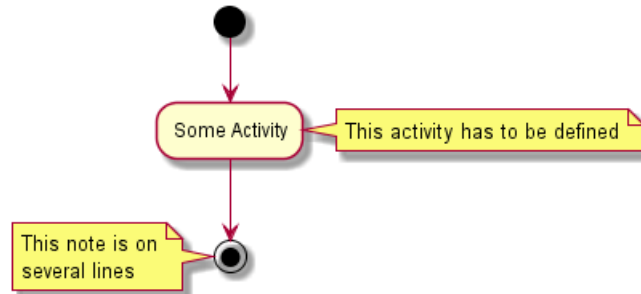 Some Activity
This activity has to be defined
This note is on
several lines